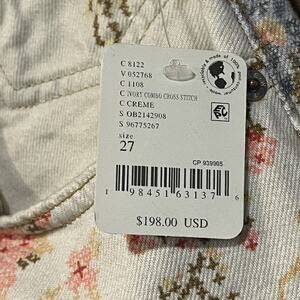 C 8122
V 052768
C 1108
C IVORY COMBO CROSS STITCH
C CREME
S OB2142908
S 96775267
size
27
CP 939905
1 98451 63137 6
$198.00 USD